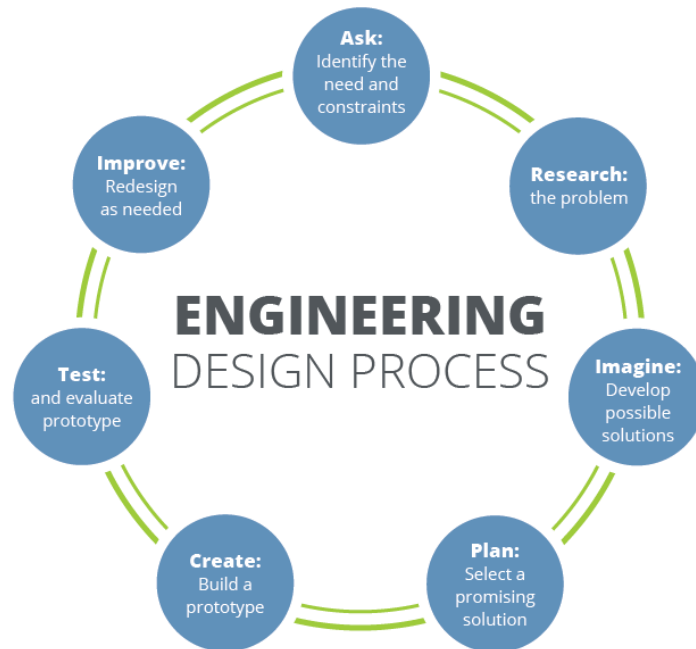 Ask:
Identify the
need and
constraints
Research:
the problem
Imagine:
Develop
possible
solutions
Plan:
Select a
promising
solution
Create:
Build a
prototype
Test:
and evaluate
prototype
Improve:
Redesign
as needed
ENGINEERING
DESIGN PROCESS